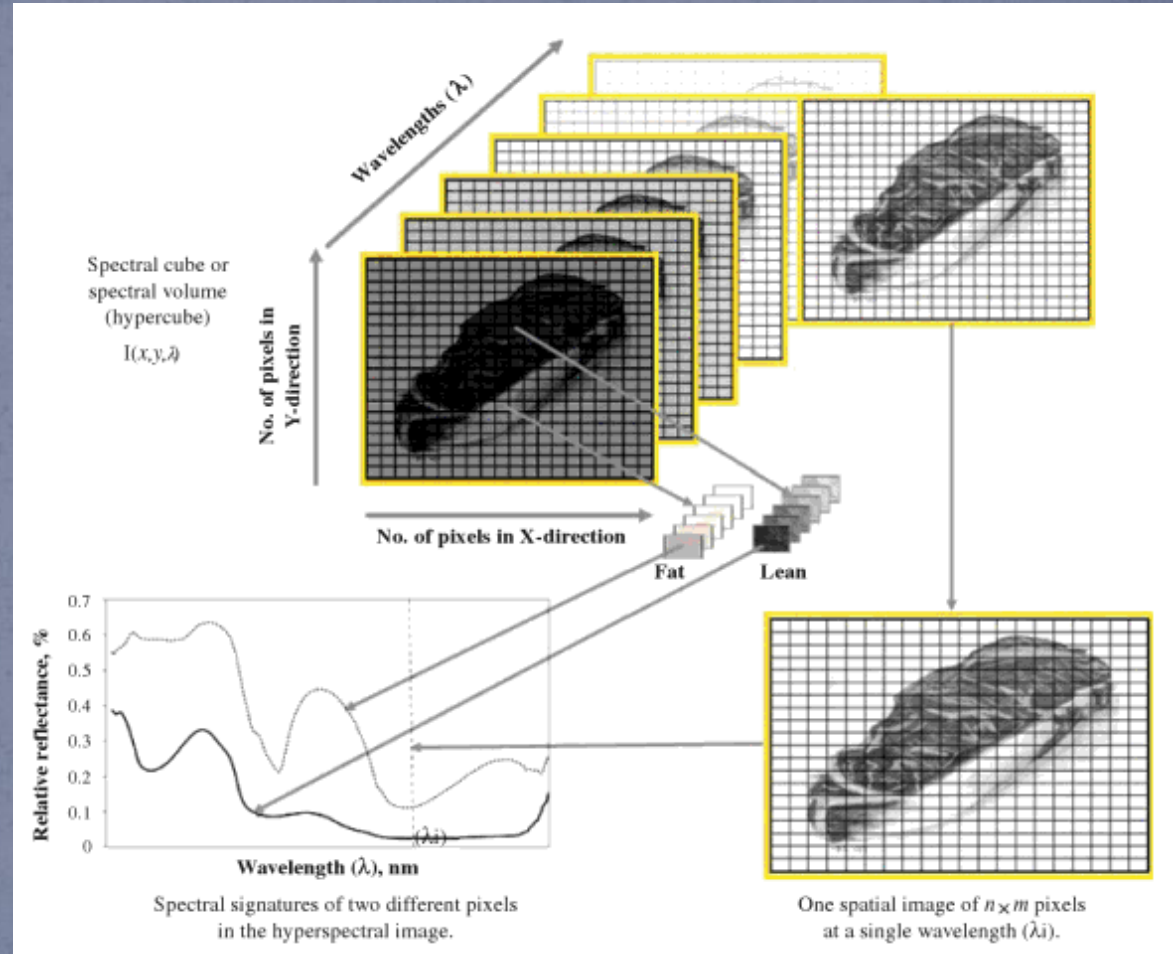 Wavelengths (λ)
Spectral cube or
spectral volume
(hypercube)
I(x,y,λ)
No. of pixels in
Y-direction
No. of pixels in X-direction
Fat
Lean
Relative reflectance, %
0.7
0.6
0.5
0.4
0.3
0.2
0.1
0
(λi)
Wavelength (λ), nm
Spectral signatures of two different pixels
in the hyperspectral image.
One spatial image of n × m pixels
at a single wavelength (λi).